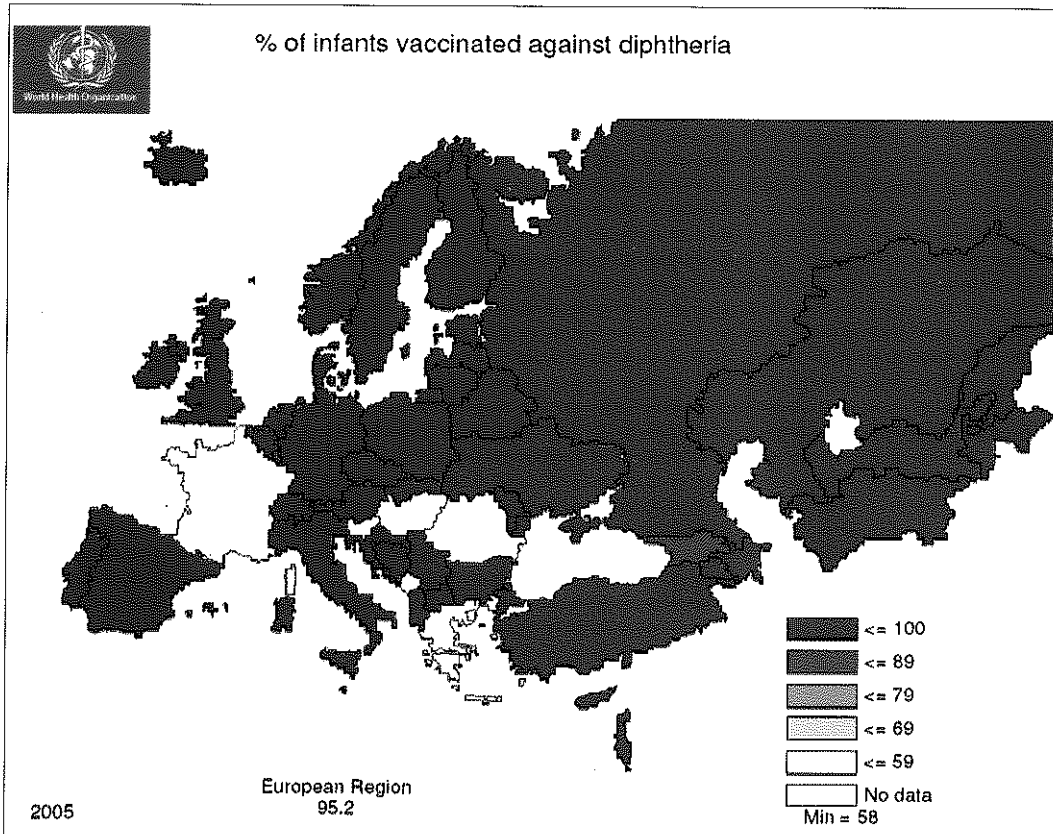 % of infants vaccinated against diphtheria
World Health Organization
<= 100
<= 89
<= 79
<= 69
<= 59
No data
Min = 58
European Region
95.2
2005